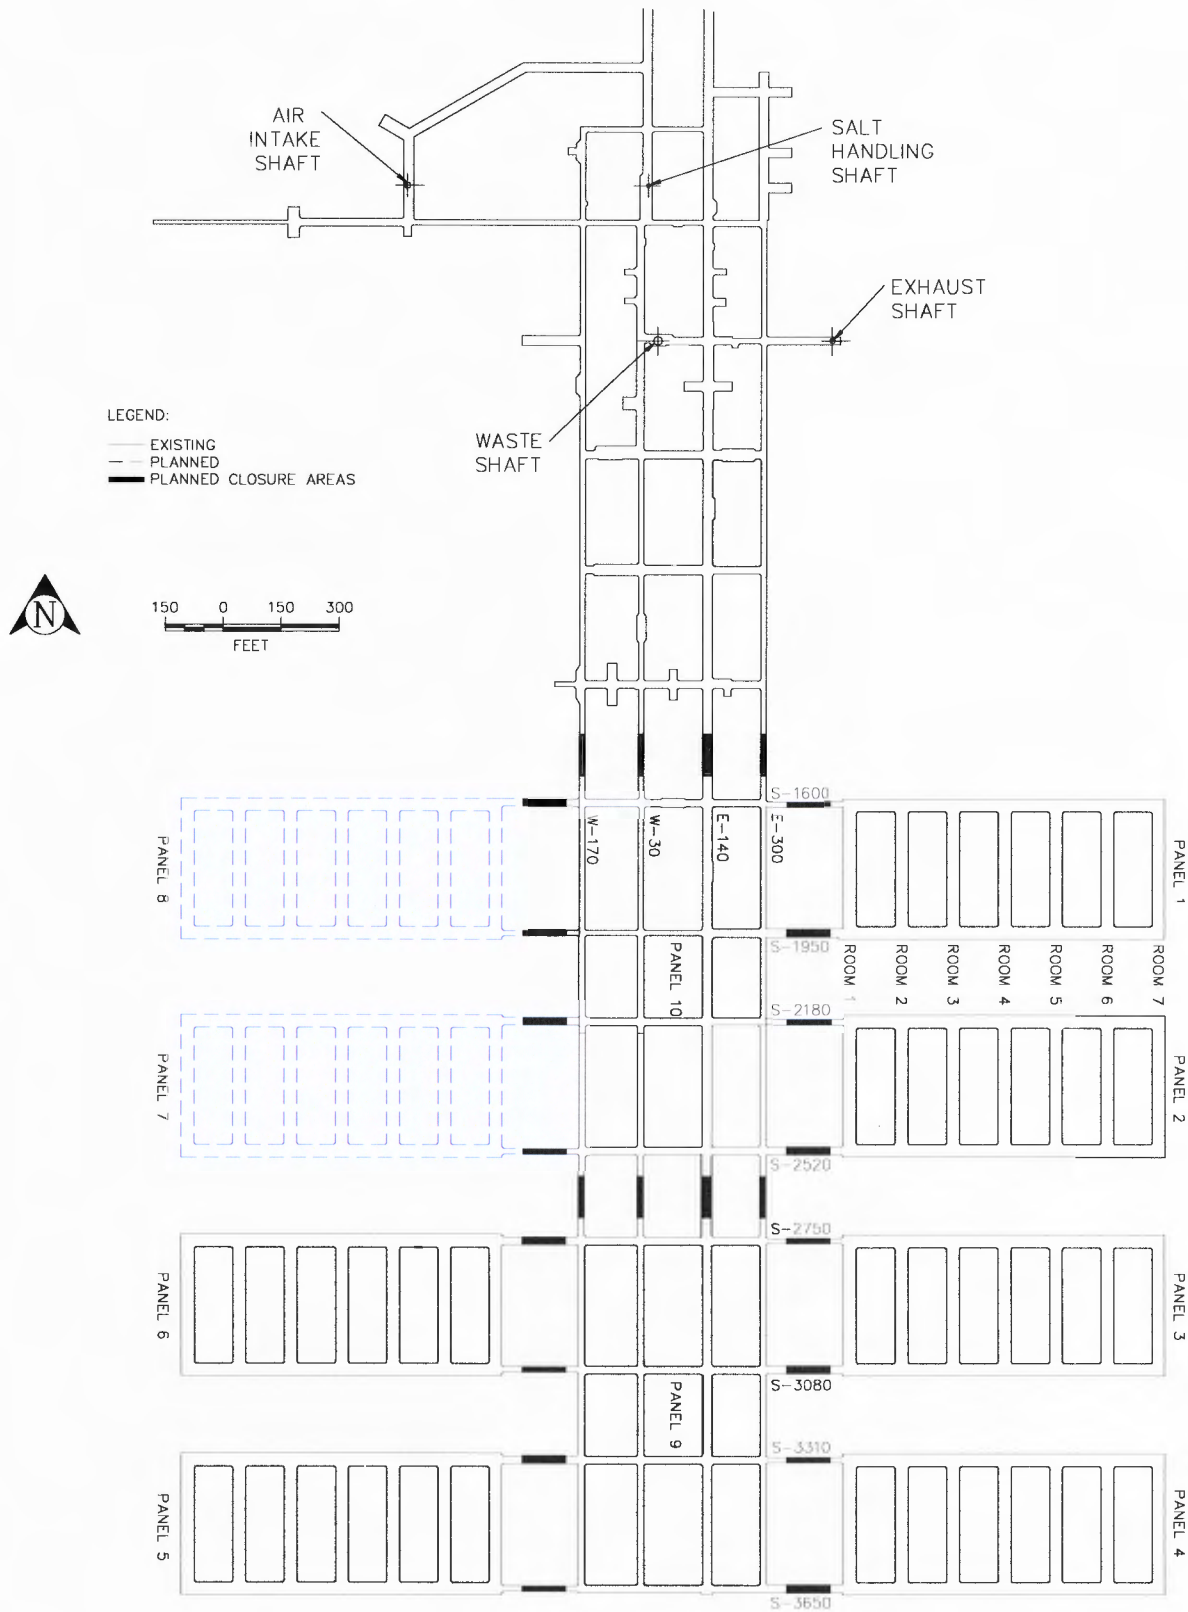 AIR
INTAKE
SHAFT
SALT
HANDLING
SHAFT
EXHAUST
SHAFT
WASTE
SHAFT
LEGEND:
EXISTING
PLANNED
PLANNED CLOSURE AREAS
N
150 0 150 300
FEET
S-1600
W-170
W-30
E-140
E-300
PANEL 8
PANEL 1
S-1950
PANEL 10
ROOM 1
ROOM 2
ROOM 3
ROOM 4
ROOM 5
ROOM 6
ROOM 7
S-2180
PANEL 7
PANEL 2
S-2520
S-2750
PANEL 6
PANEL 3
S-3080
PANEL 9
S-3310
PANEL 5
PANEL 4
S-3650